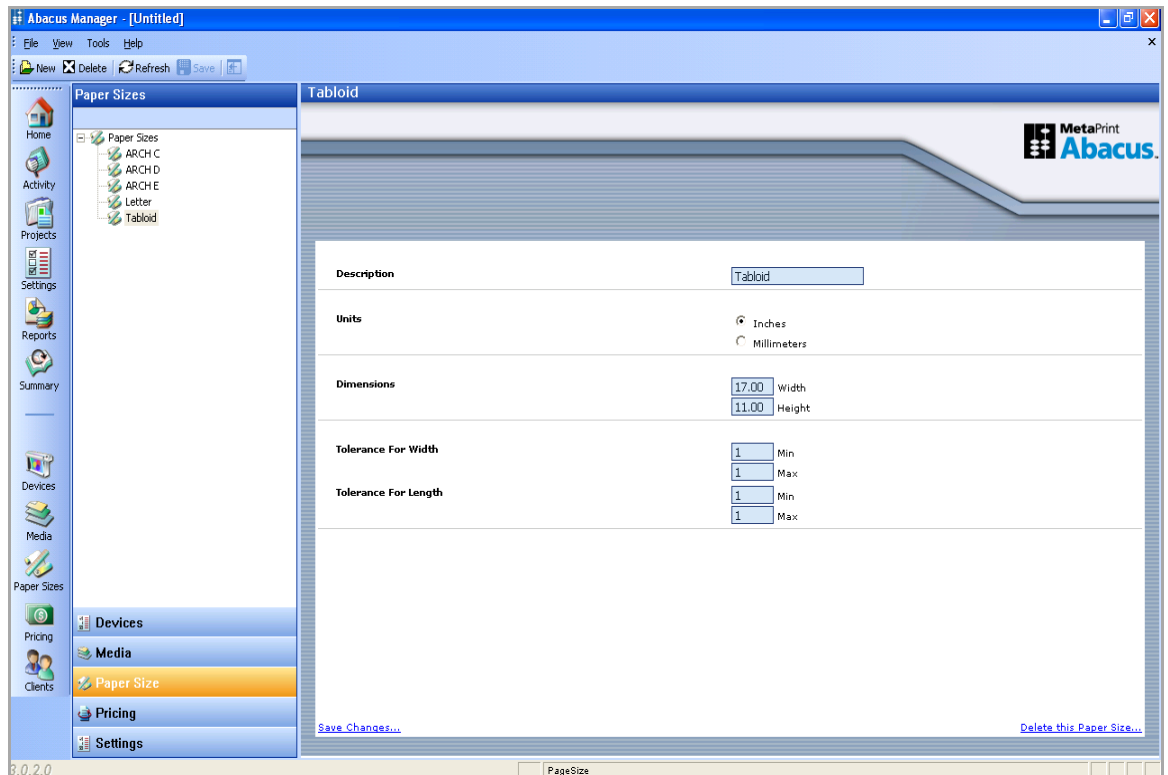 Abacus Manager - [Untitled]
File View Tools Help
New Delete Refresh Save
Home
Activity
Projects
Settings
Reports
Summary
Devices
Media
Paper Sizes
Pricing
Clients
Paper Sizes
Paper Sizes
ARCH C
ARCH D
ARCH E
Letter
Tabloid
Devices
Media
Paper Size
Pricing
Settings
Tabloid
MetaPrint
Abacus
Description Tabloid
Units Inches
Millimeters
Dimensions 17.00 Width
11.00 Height
Tolerance For Width 1 Min
1 Max
Tolerance For Length 1 Min
1 Max
Save Changes... Delete this Paper Size...
3.0.2.0 PageSize